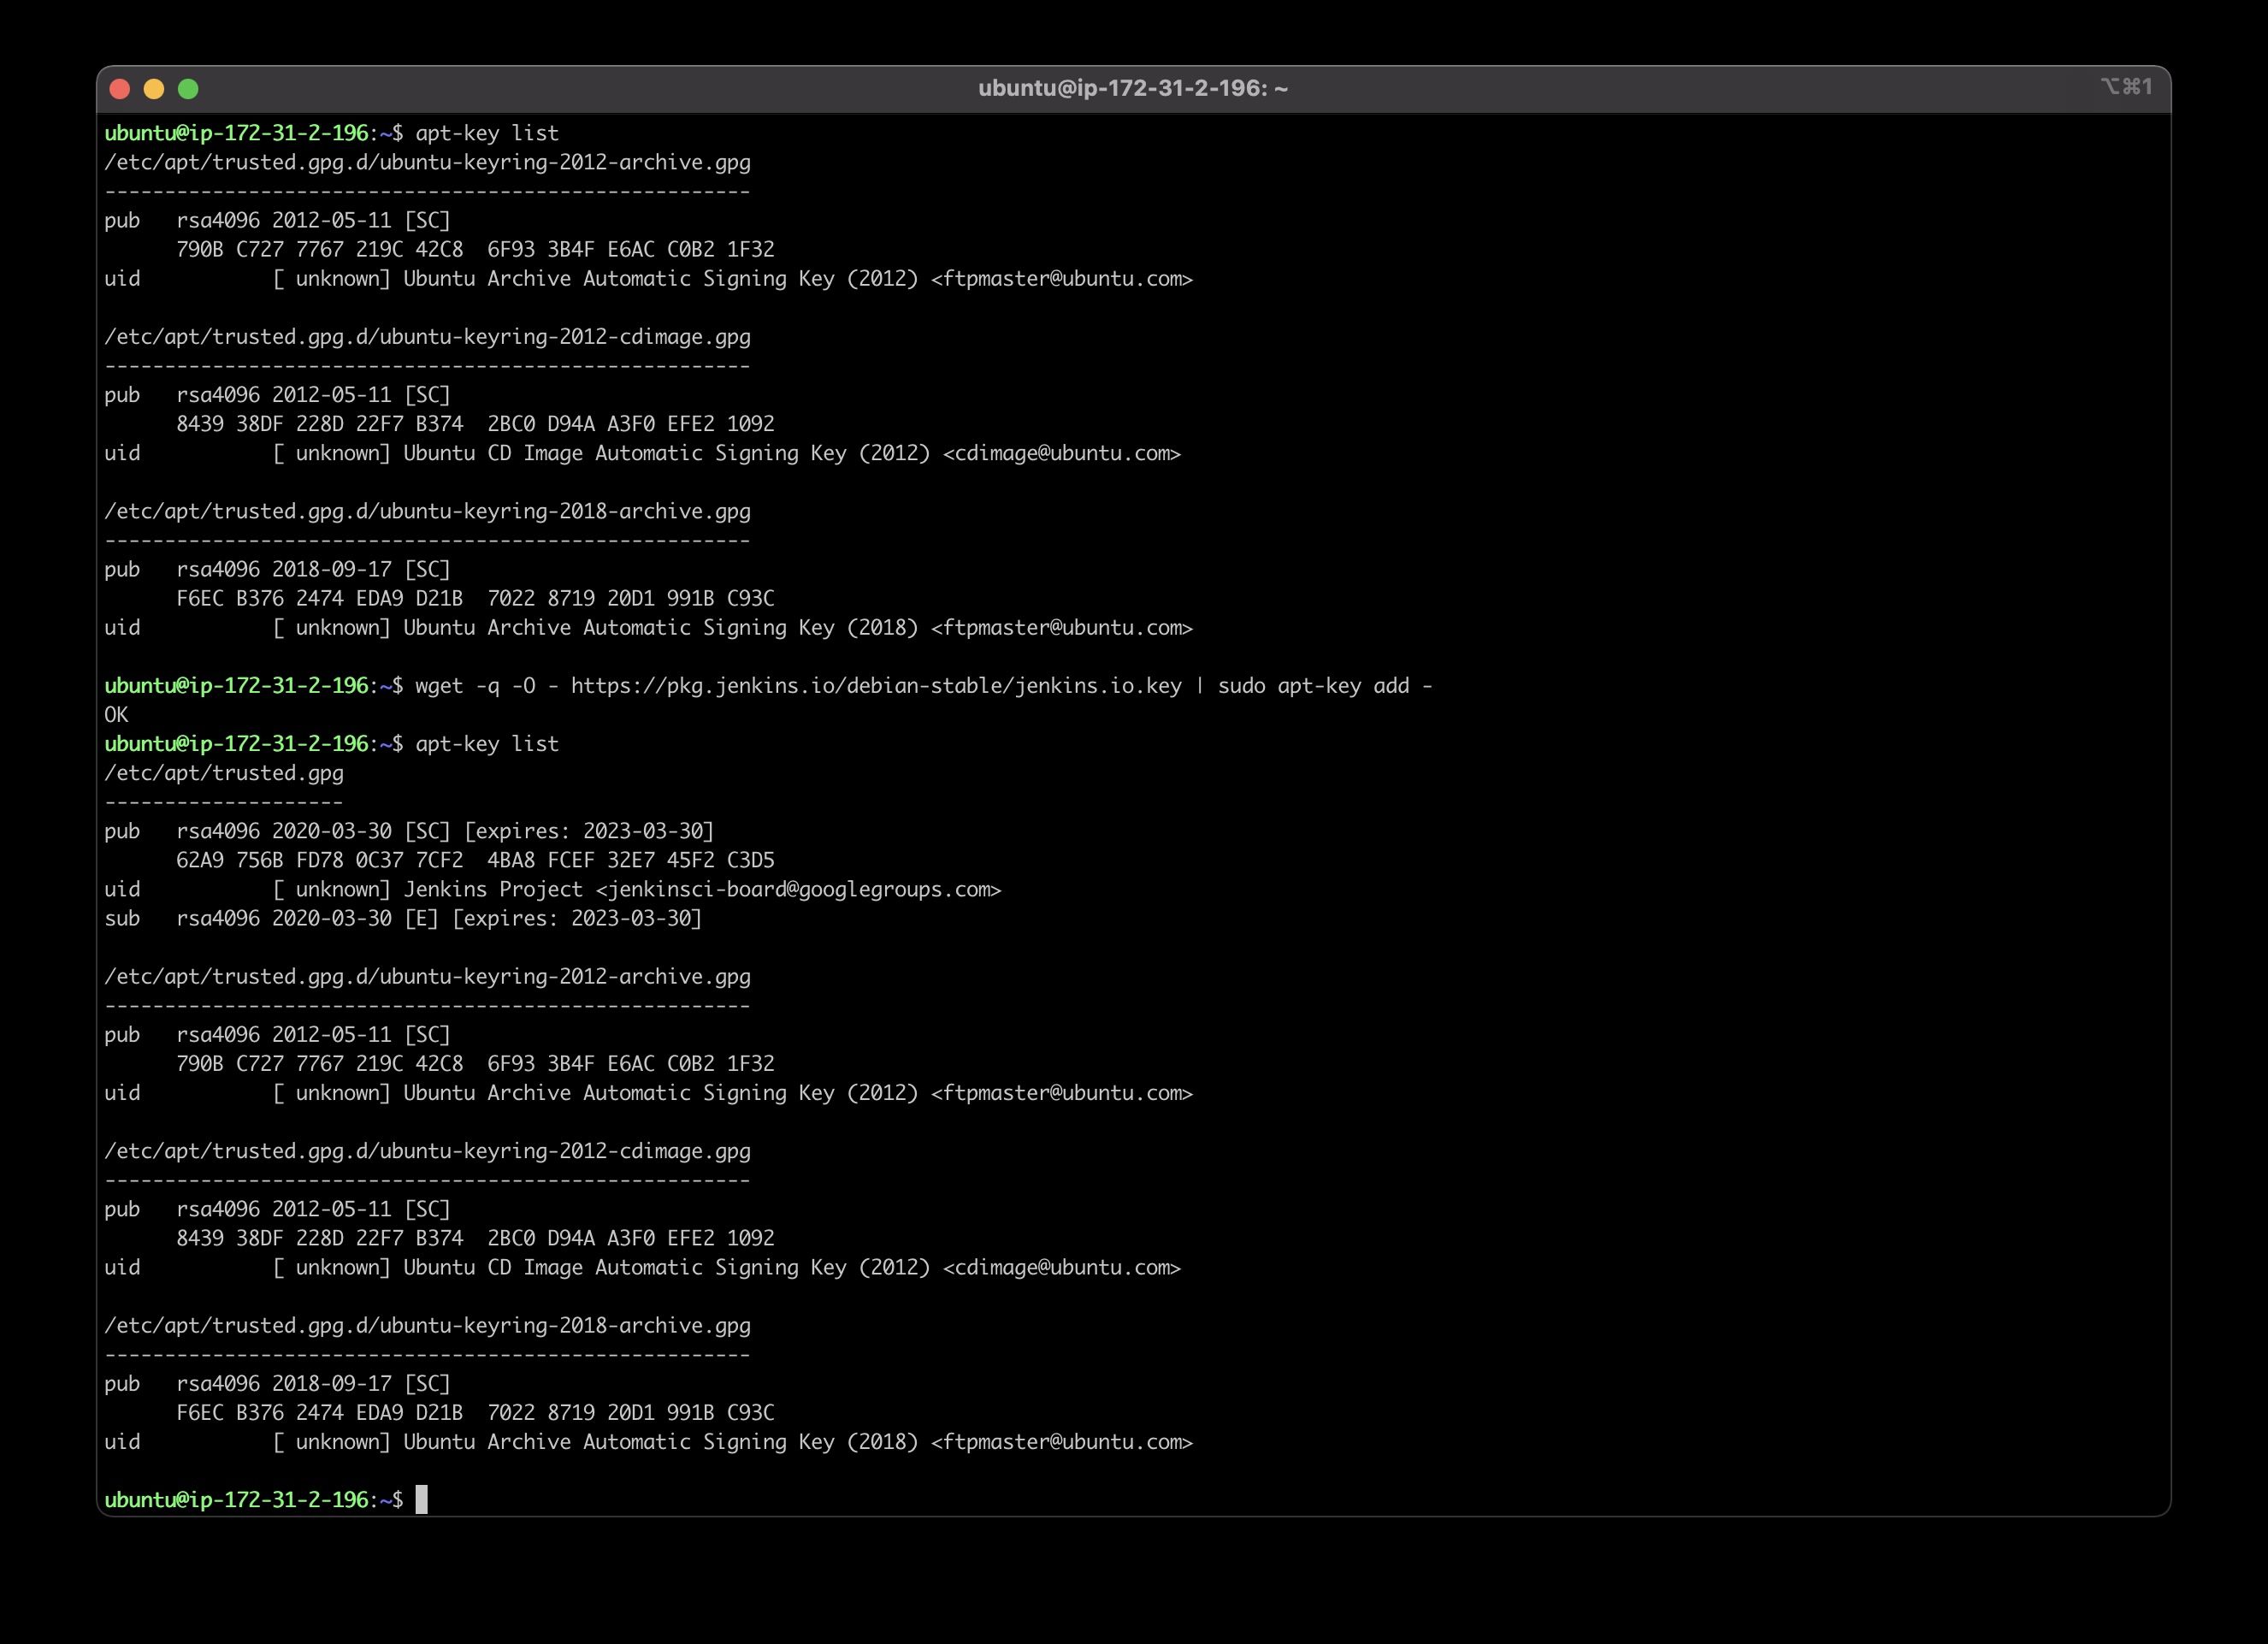 ubuntu@ip-172-31-2-196: ~
⌥⌘1
ubuntu@ip-172-31-2-196:~$ apt-key list
/etc/apt/trusted.gpg.d/ubuntu-keyring-2012-archive.gpg
------------------------------------------------------
pub   rsa4096 2012-05-11 [SC]
      790B C727 7767 219C 42C8  6F93 3B4F E6AC C0B2 1F32
uid           [ unknown] Ubuntu Archive Automatic Signing Key (2012) <ftpmaster@ubuntu.com>

/etc/apt/trusted.gpg.d/ubuntu-keyring-2012-cdimage.gpg
------------------------------------------------------
pub   rsa4096 2012-05-11 [SC]
      8439 38DF 228D 22F7 B374  2BC0 D94A A3F0 EFE2 1092
uid           [ unknown] Ubuntu CD Image Automatic Signing Key (2012) <cdimage@ubuntu.com>

/etc/apt/trusted.gpg.d/ubuntu-keyring-2018-archive.gpg
------------------------------------------------------
pub   rsa4096 2018-09-17 [SC]
      F6EC B376 2474 EDA9 D21B  7022 8719 20D1 991B C93C
uid           [ unknown] Ubuntu Archive Automatic Signing Key (2018) <ftpmaster@ubuntu.com>

ubuntu@ip-172-31-2-196:~$ wget -q -O - https://pkg.jenkins.io/debian-stable/jenkins.io.key | sudo apt-key add -
OK
ubuntu@ip-172-31-2-196:~$ apt-key list
/etc/apt/trusted.gpg
--------------------
pub   rsa4096 2020-03-30 [SC] [expires: 2023-03-30]
      62A9 756B FD78 0C37 7CF2  4BA8 FCEF 32E7 45F2 C3D5
uid           [ unknown] Jenkins Project <jenkinsci-board@googlegroups.com>
sub   rsa4096 2020-03-30 [E] [expires: 2023-03-30]

/etc/apt/trusted.gpg.d/ubuntu-keyring-2012-archive.gpg
------------------------------------------------------
pub   rsa4096 2012-05-11 [SC]
      790B C727 7767 219C 42C8  6F93 3B4F E6AC C0B2 1F32
uid           [ unknown] Ubuntu Archive Automatic Signing Key (2012) <ftpmaster@ubuntu.com>

/etc/apt/trusted.gpg.d/ubuntu-keyring-2012-cdimage.gpg
------------------------------------------------------
pub   rsa4096 2012-05-11 [SC]
      8439 38DF 228D 22F7 B374  2BC0 D94A A3F0 EFE2 1092
uid           [ unknown] Ubuntu CD Image Automatic Signing Key (2012) <cdimage@ubuntu.com>

/etc/apt/trusted.gpg.d/ubuntu-keyring-2018-archive.gpg
------------------------------------------------------
pub   rsa4096 2018-09-17 [SC]
      F6EC B376 2474 EDA9 D21B  7022 8719 20D1 991B C93C
uid           [ unknown] Ubuntu Archive Automatic Signing Key (2018) <ftpmaster@ubuntu.com>

ubuntu@ip-172-31-2-196:~$